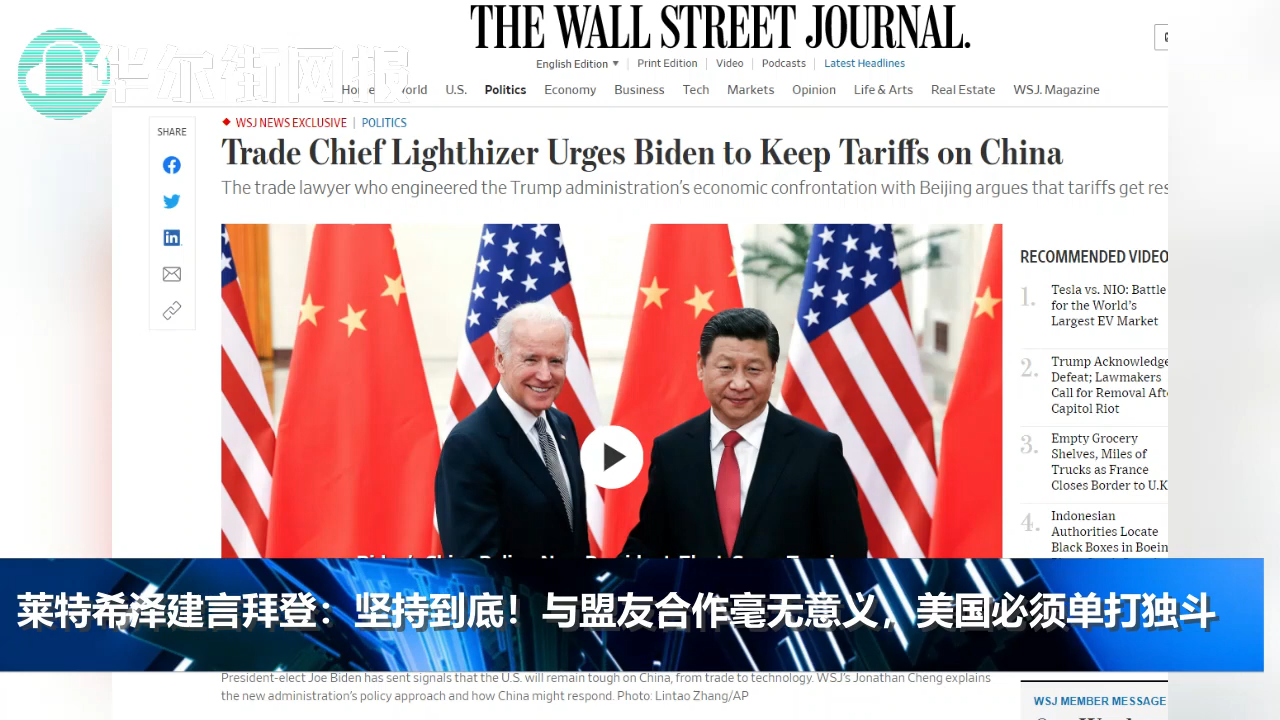 THE WALL STREET JOURNAL.
华尔街网报
English Edition ▼ | Print Edition | Video | Podcasts | Latest Headlines
World U.S. Politics Economy Business Tech Markets Opinion Life & Arts Real Estate WSJ. Magazine
SHARE
WSJ NEWS EXCLUSIVE | POLITICS
Trade Chief Lighthizer Urges Biden to Keep Tariffs on China
The trade lawyer who engineered the Trump administration's economic confrontation with Beijing argues that tariffs get res
RECOMMENDED VIDEO
1. Tesla vs. NIO: Battle
for the World's
Largest EV Market
2. Trump Acknowledge
Defeat; Lawmakers
Call for Removal Afte
Capitol Riot
3. Empty Grocery
Shelves, Miles of
Trucks as France
Closes Border to U.K
4. Indonesian
Authorities Locate
Black Boxes in Boein
莱特希泽建言拜登：坚持到底！与盟友合作毫无意义，美国必须单打独斗
President-elect Joe Biden has sent signals that the U.S. will remain tough on China, from trade to technology. WSJ's Jonathan Cheng explains
the new administration's policy approach and how China might respond. Photo: Lintao Zhang/AP
WSJ MEMBER MESSAGE